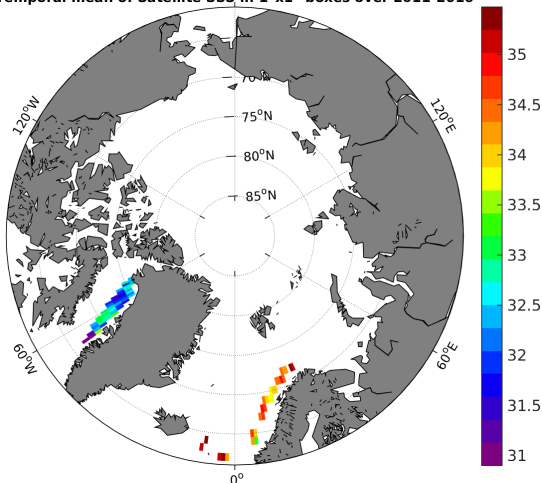 Temporal mean of Satellite SSS in 1°x1° boxes over 2011-2016
120°W
120°E
70°N
75°N
80°N
85°N
60°W
60°E
0°
35
34.5
34
33.5
33
32.5
32
31.5
31